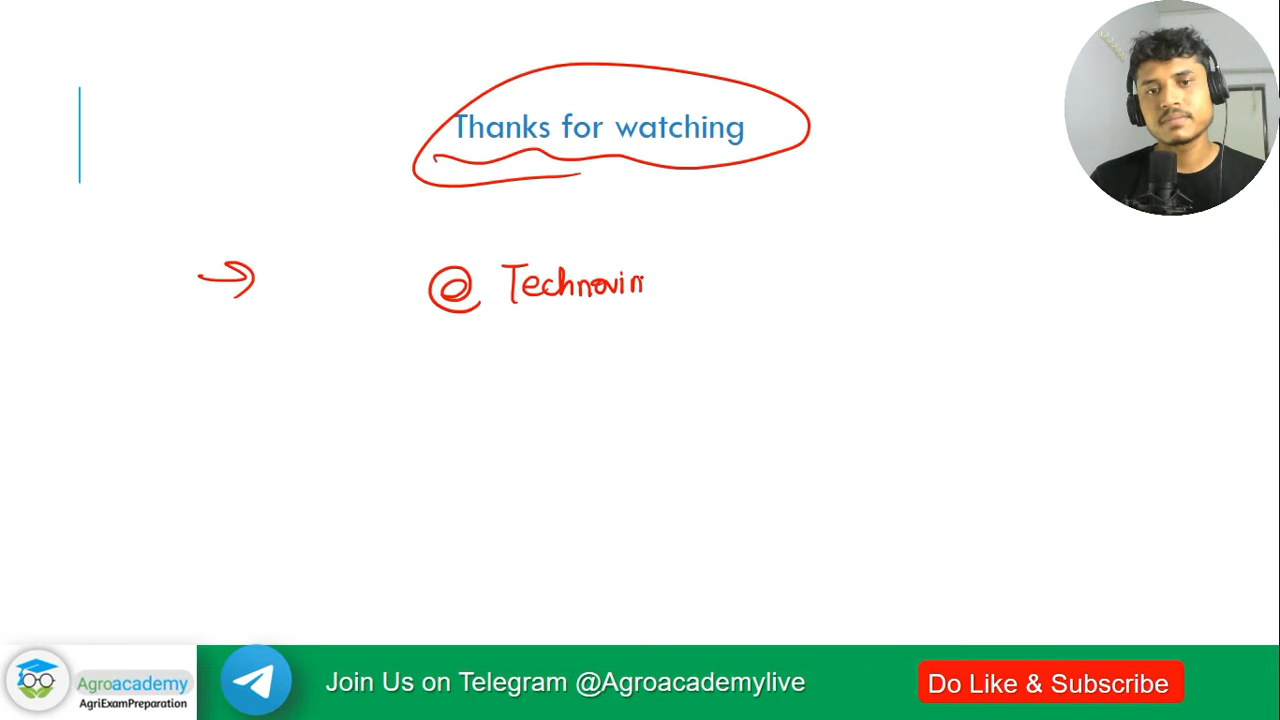 Thanks for watching
→ @ Technovin
Agroacademy
AgriExamPreparation
Join Us on Telegram @Agroacademylive
Do Like & Subscribe